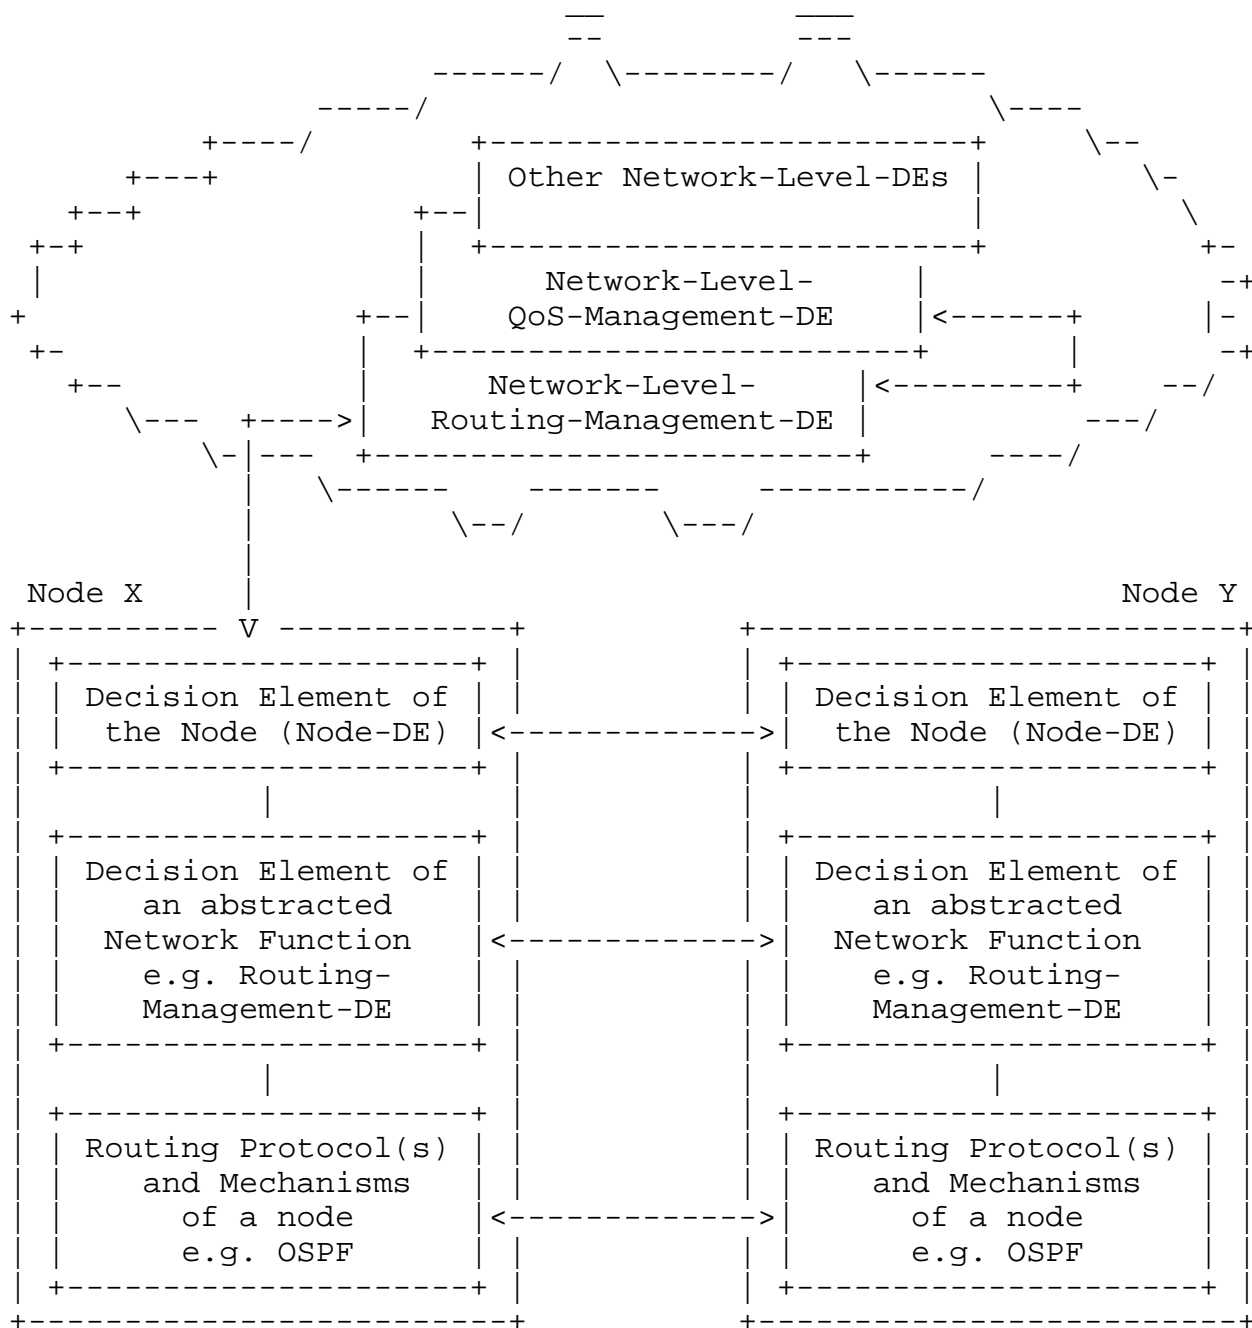 Other Network-Level-DEs
Network-Level-
QoS-Management-DE
Network-Level-
Routing-Management-DE
Node X
Node Y
V
Decision Element of
the Node (Node-DE)
Decision Element of
the Node (Node-DE)
Decision Element of
an abstracted
Network Function
e.g. Routing-
Management-DE
Decision Element of
an abstracted
Network Function
e.g. Routing-
Management-DE
Routing Protocol(s)
and Mechanisms
of a node
e.g. OSPF
Routing Protocol(s)
and Mechanisms
of a node
e.g. OSPF